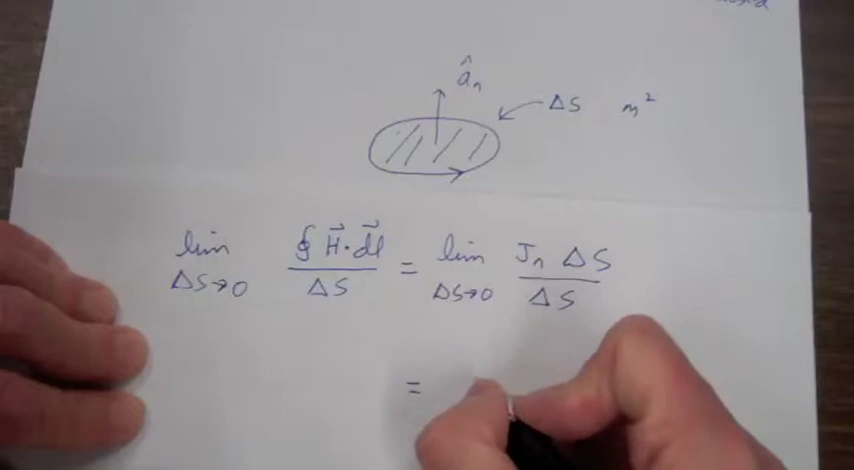 â_n
ΔS m²
lim ∮ H⃗ · dl⃗ = lim J_n ΔS
ΔS→0 ΔS ΔS→0 ΔS
=